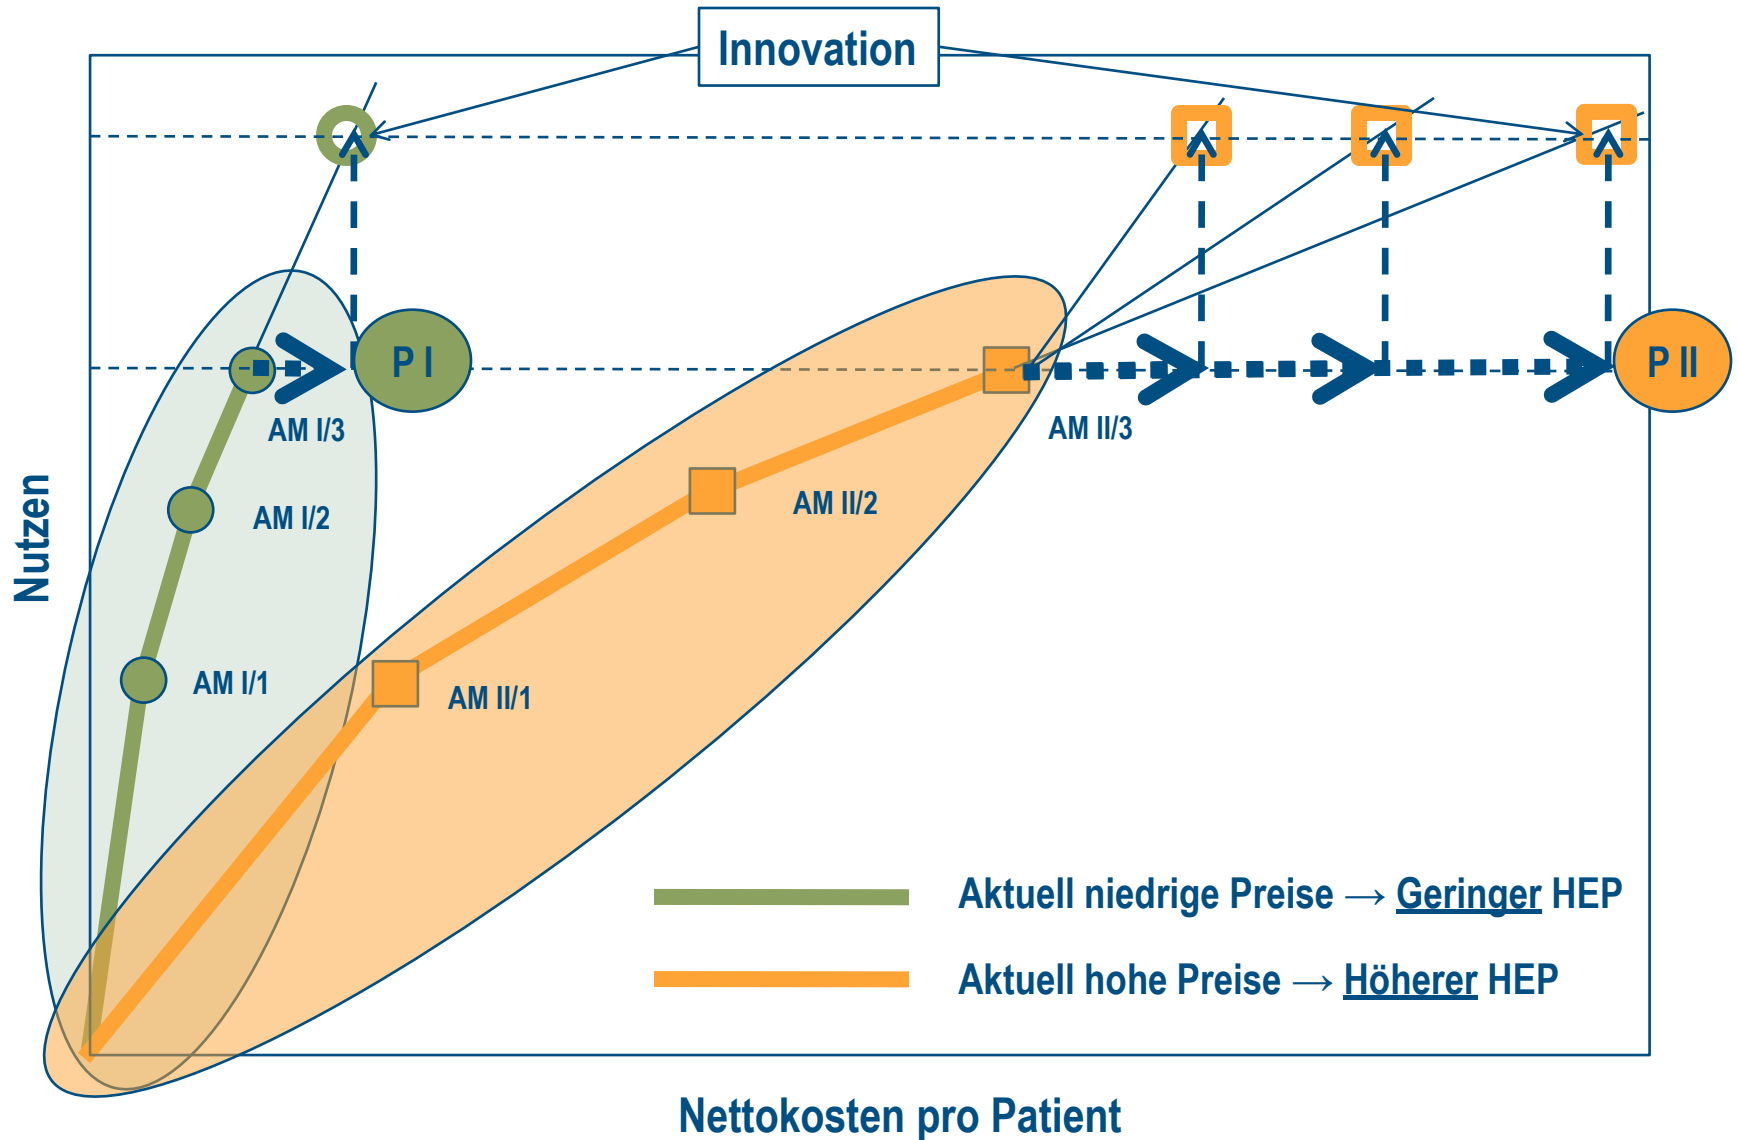 Innovation
P I
P II
AM I/3
AM II/3
AM I/2
AM II/2
AM I/1
AM II/1
Nutzen
Aktuell niedrige Preise → Geringer HEP
Aktuell hohe Preise → Höherer HEP
Nettokosten pro Patient